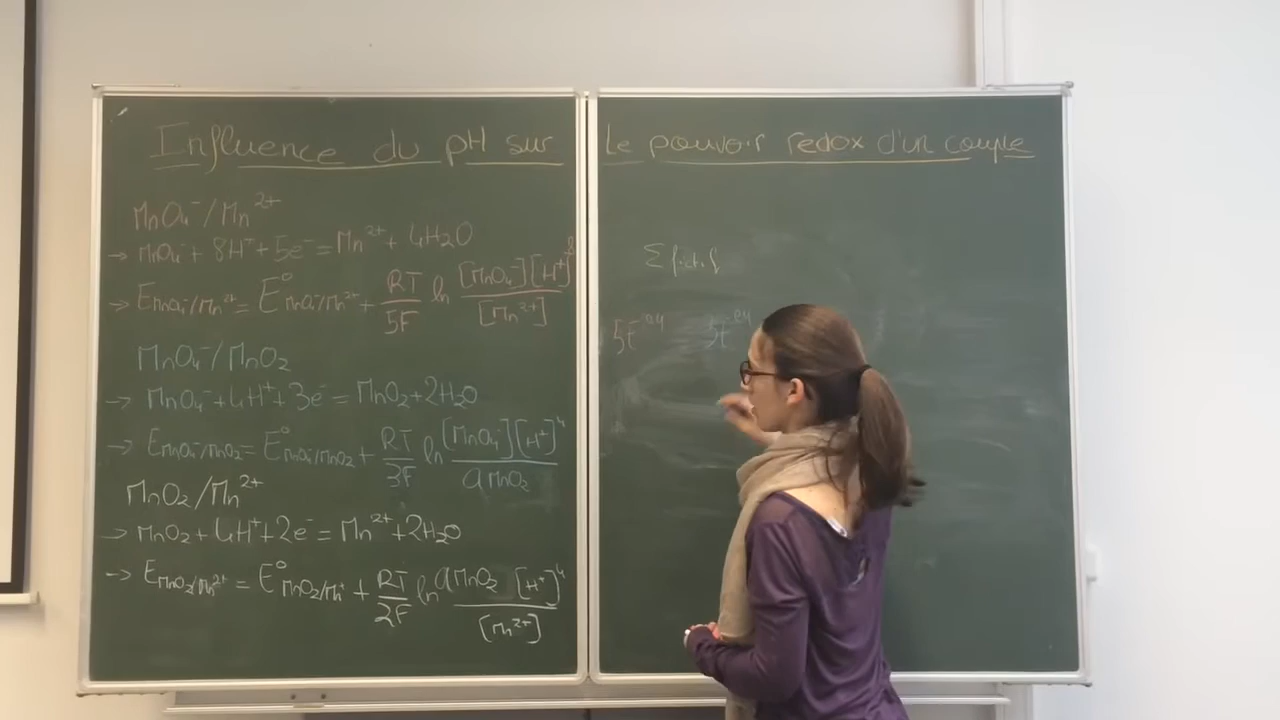 Influence du pH sur le pouvoir redox d'un couple
MnO₄⁻/Mn²⁺
→ MnO₄⁻ + 8H⁺ + 5e⁻ = Mn²⁺ + 4H₂O
→ E MnO₄⁻/Mn²⁺ = E° MnO₄⁻/Mn²⁺ + RT/5F ln [MnO₄⁻][H⁺]⁸/[Mn²⁺]
MnO₄⁻/MnO₂
→ MnO₄⁻ + 4H⁺ + 3e⁻ = MnO₂ + 2H₂O
→ E MnO₄⁻/MnO₂ = E° MnO₄⁻/MnO₂ + RT/3F ln [MnO₄⁻][H⁺]⁴/aMnO₂
MnO₂/Mn²⁺
→ MnO₂ + 4H⁺ + 2e⁻ = Mn²⁺ + 2H₂O
→ E MnO₂/Mn²⁺ = E° MnO₂/Mn²⁺ + RT/2F ln aMnO₂ [H⁺]⁴/[Mn²⁺]
Σ fictif